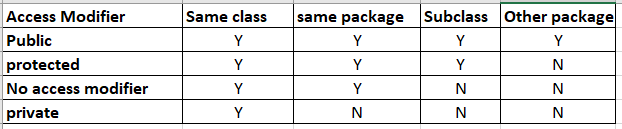 Access Modifier Same class same package Subclass Other package
Public Y Y Y Y
protected Y Y Y N
No access modifier Y Y N N
private Y N N N